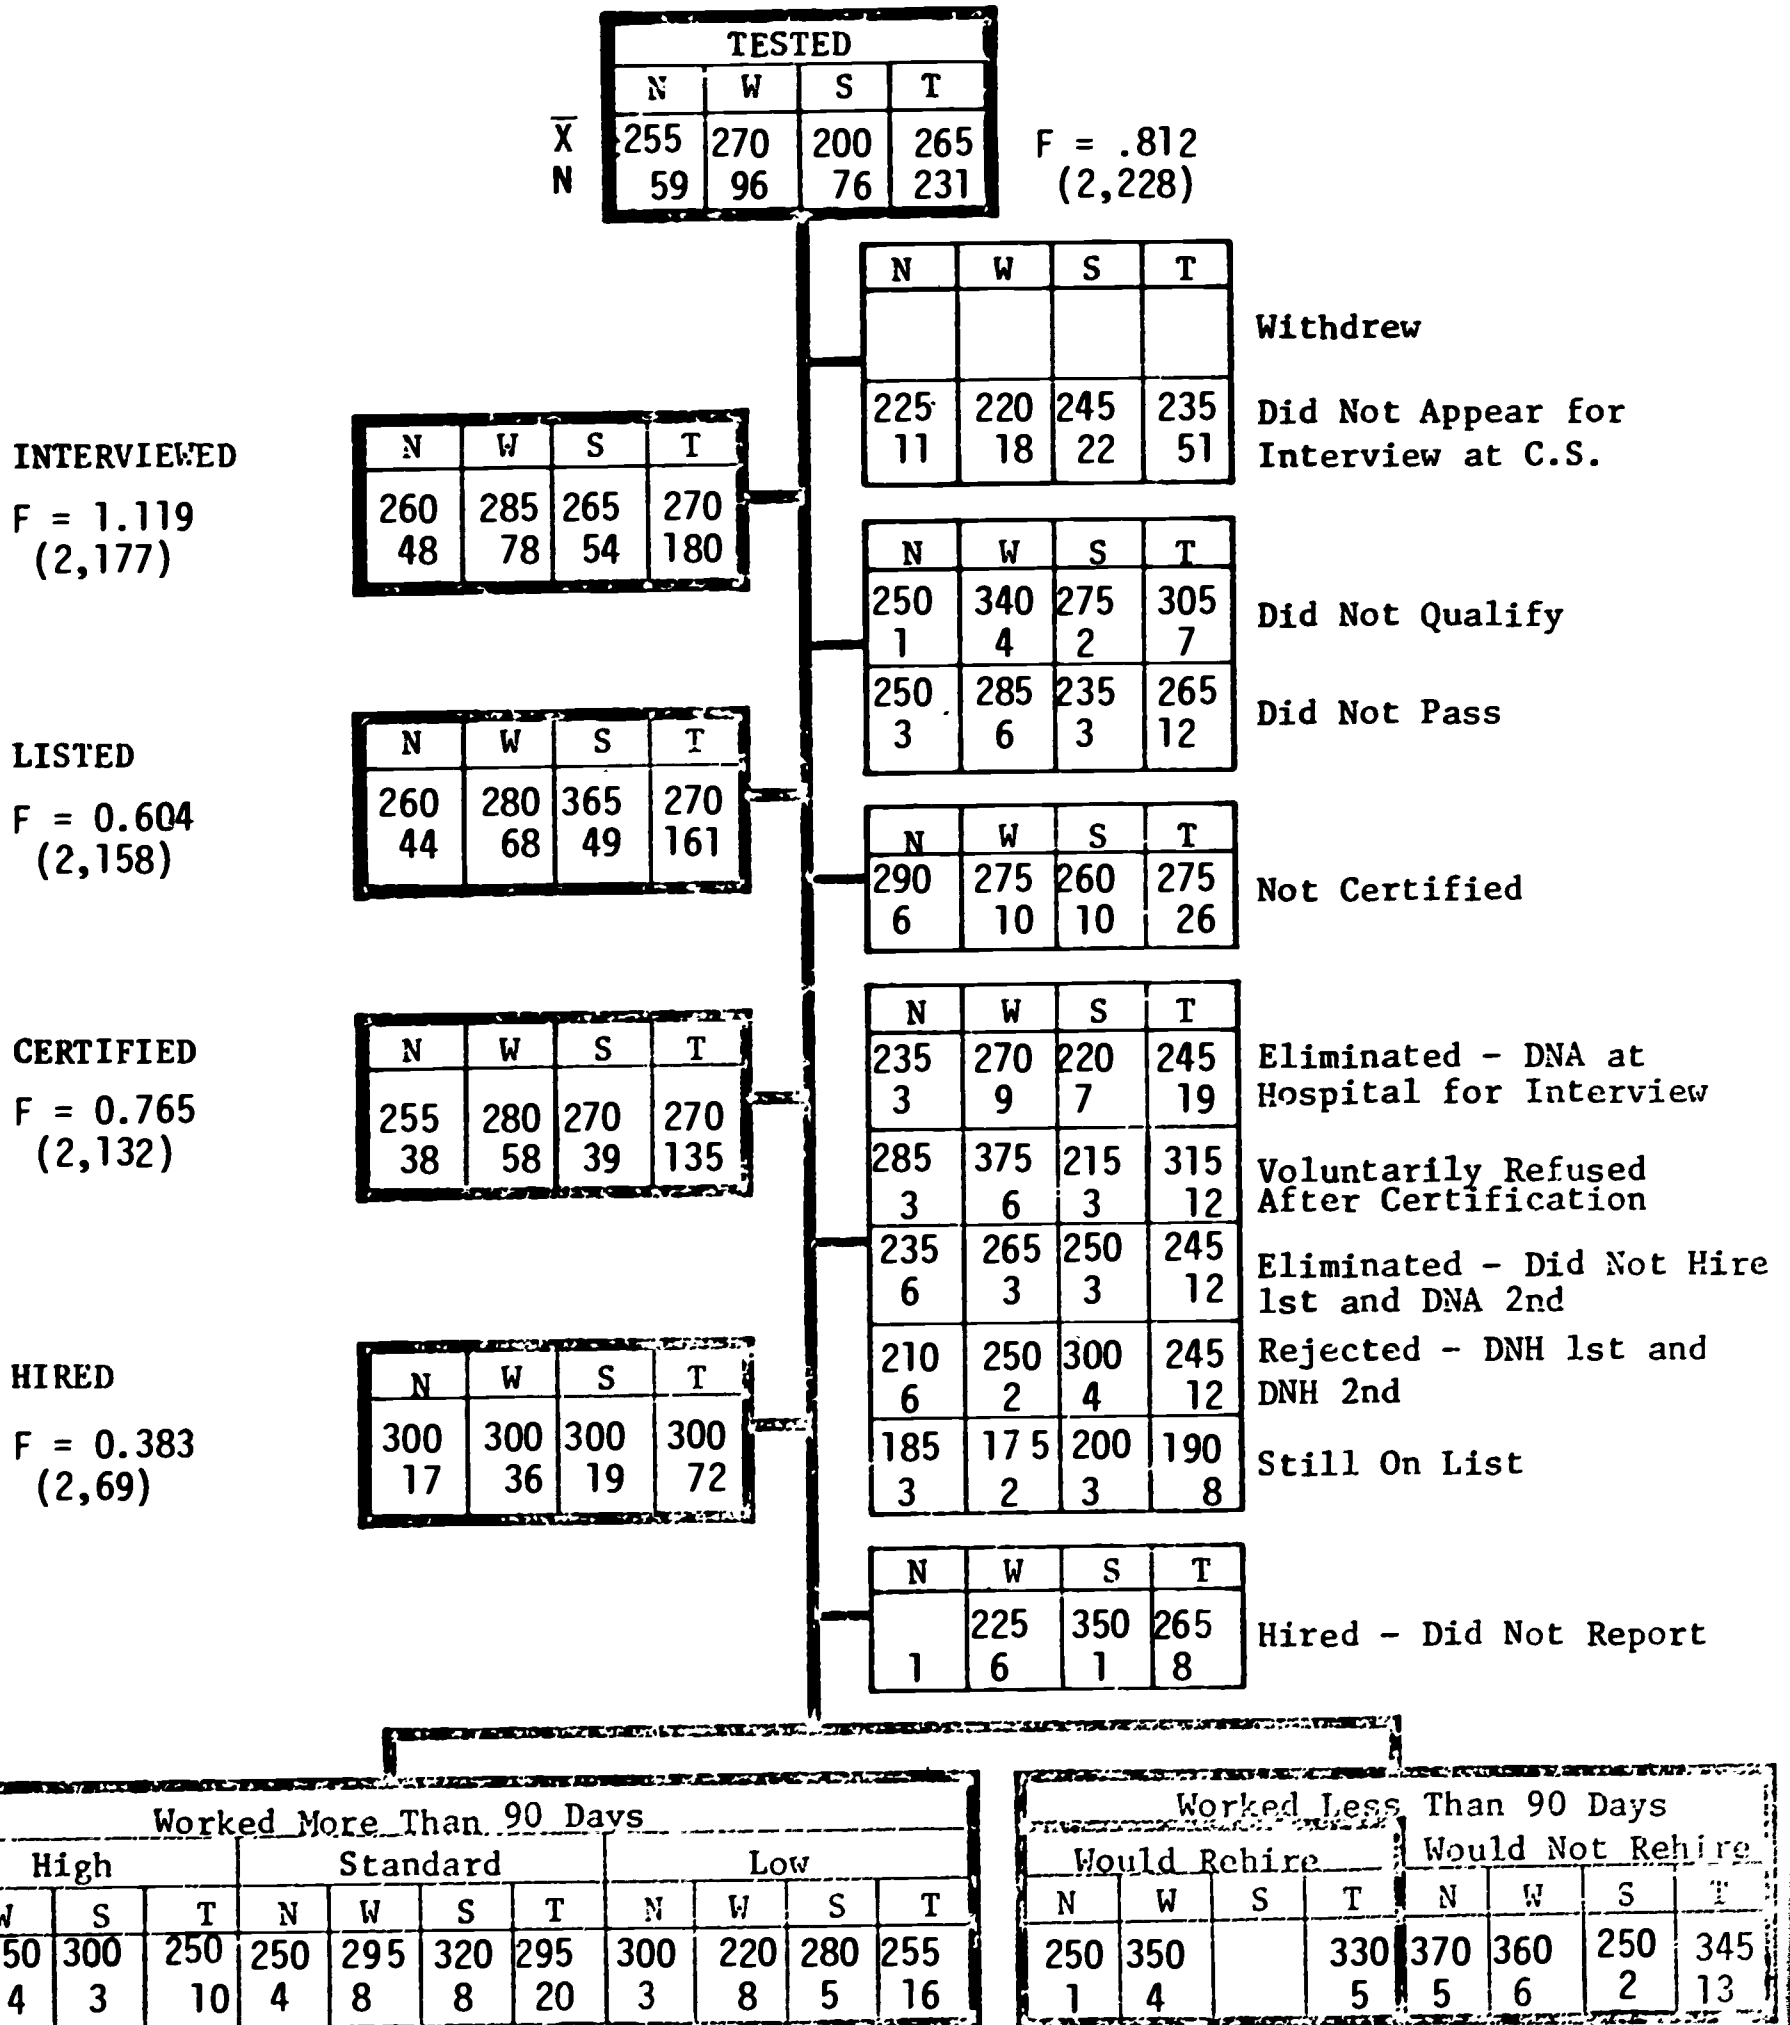 TESTED
N W S T
X̅ 255 270 200 265
N 59 96 76 231
F = .812
(2,228)
N W S T
Withdrew
225 220 245 235
11 18 22 51
Did Not Appear for
Interview at C.S.
INTERVIEWED
F = 1.119
(2,177)
N W S T
260 285 265 270
48 78 54 180
N W S T
250 340 275 305
1 4 2 7
Did Not Qualify
250 285 235 265
3 6 3 12
Did Not Pass
LISTED
F = 0.604
(2,158)
N W S T
260 280 365 270
44 68 49 161
N W S T
290 275 260 275
6 10 10 26
Not Certified
CERTIFIED
F = 0.765
(2,132)
N W S T
255 280 270 270
38 58 39 135
N W S T
235 270 220 245
3 9 7 19
Eliminated - DNA at
Hospital for Interview
285 375 215 315
3 6 3 12
Voluntarily Refused
After Certification
235 265 250 245
6 3 3 12
Eliminated - Did Not Hire
1st and DNA 2nd
210 250 300 245
6 2 4 12
Rejected - DNH 1st and
DNH 2nd
185 175 200 190
3 2 3 8
Still On List
HIRED
F = 0.383
(2,69)
N W S T
300 300 300 300
17 36 19 72
N W S T
225 350 265
1 6 1 8
Hired - Did Not Report
Worked More Than 90 Days
High Standard Low
W S T N W S T N W S T
50 300 250 250 295 320 295 300 220 280 255
4 3 10 4 8 8 20 3 8 5 16
Worked Less Than 90 Days
Would Rehire Would Not Rehire
N W S T N W S T
250 350 330 370 360 250 345
1 4 5 5 6 2 13